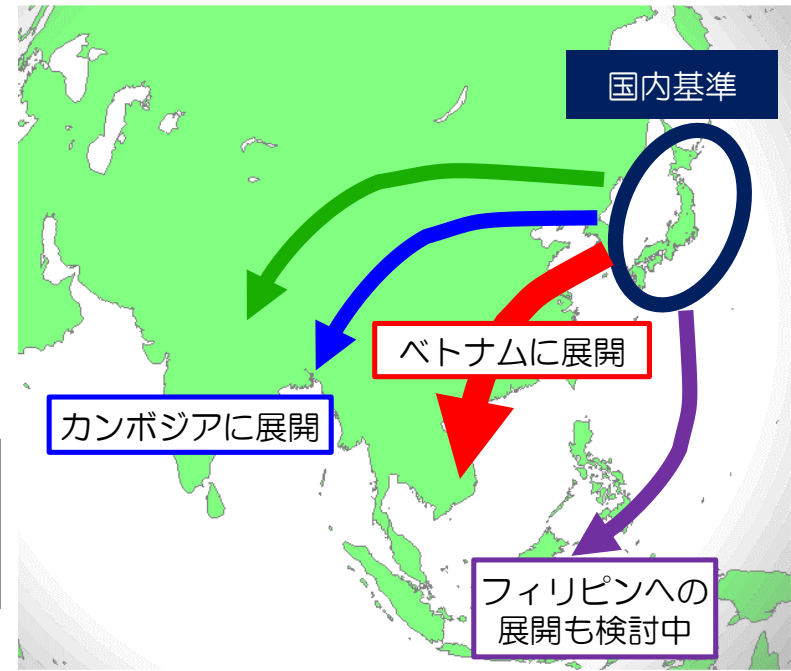 国内基準
ベトナムに展開
カンボジアに展開
フィリピンへの
展開も検討中